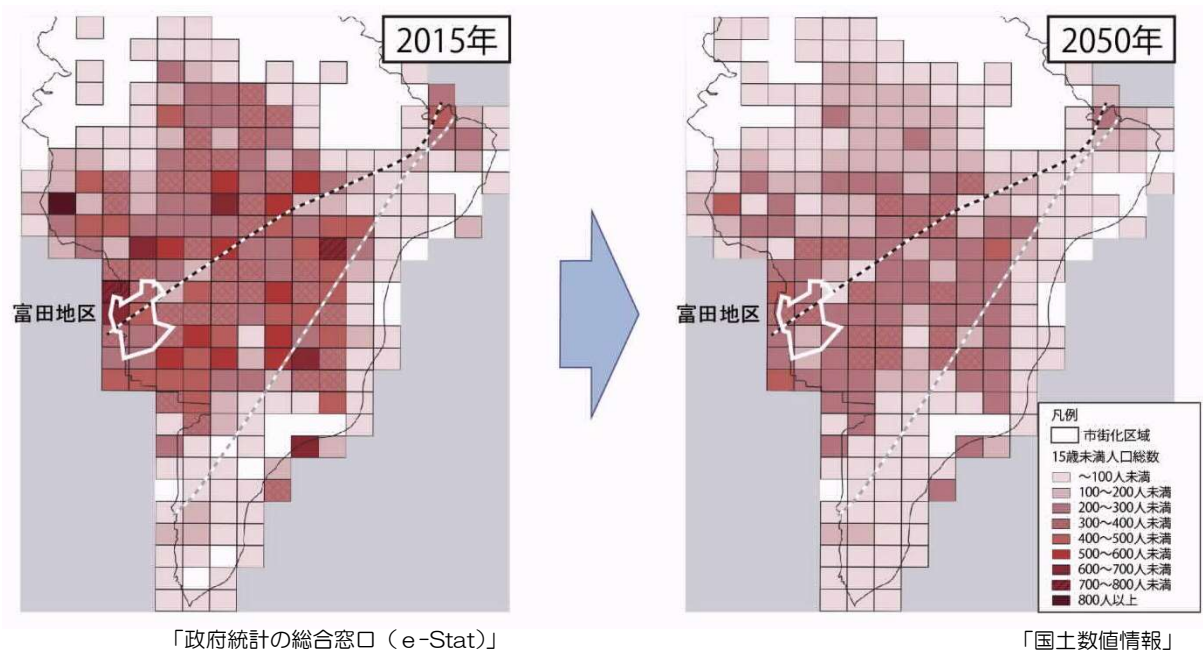 2015年
2050年
富田地区
富田地区
凡例
市街化区域
15歳未満人口総数
～100人未満
100～200人未満
200～300人未満
300～400人未満
400～500人未満
500～600人未満
600～700人未満
700～800人未満
800人以上
「政府統計の総合窓口（e-Stat）」
「国土数値情報」